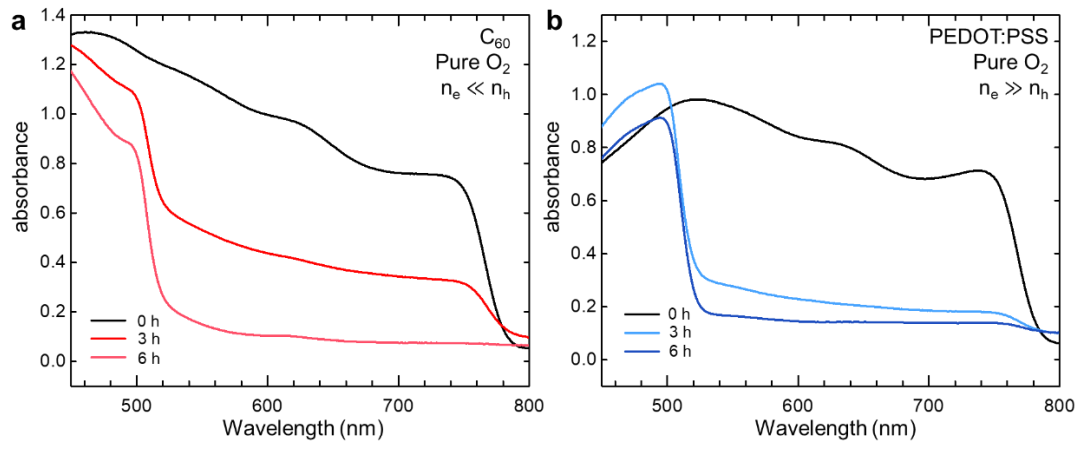 a
C₆₀
Pure O₂
nₑ ≪ nₕ
absorbance
1.4
1.2
1.0
0.8
0.6
0.4
0.2
0.0
0 h
3 h
6 h
500
600
700
800
Wavelength (nm)
b
PEDOT:PSS
Pure O₂
nₑ ≫ nₕ
absorbance
1.2
1.0
0.8
0.6
0.4
0.2
0.0
0 h
3 h
6 h
500
600
700
800
Wavelength (nm)